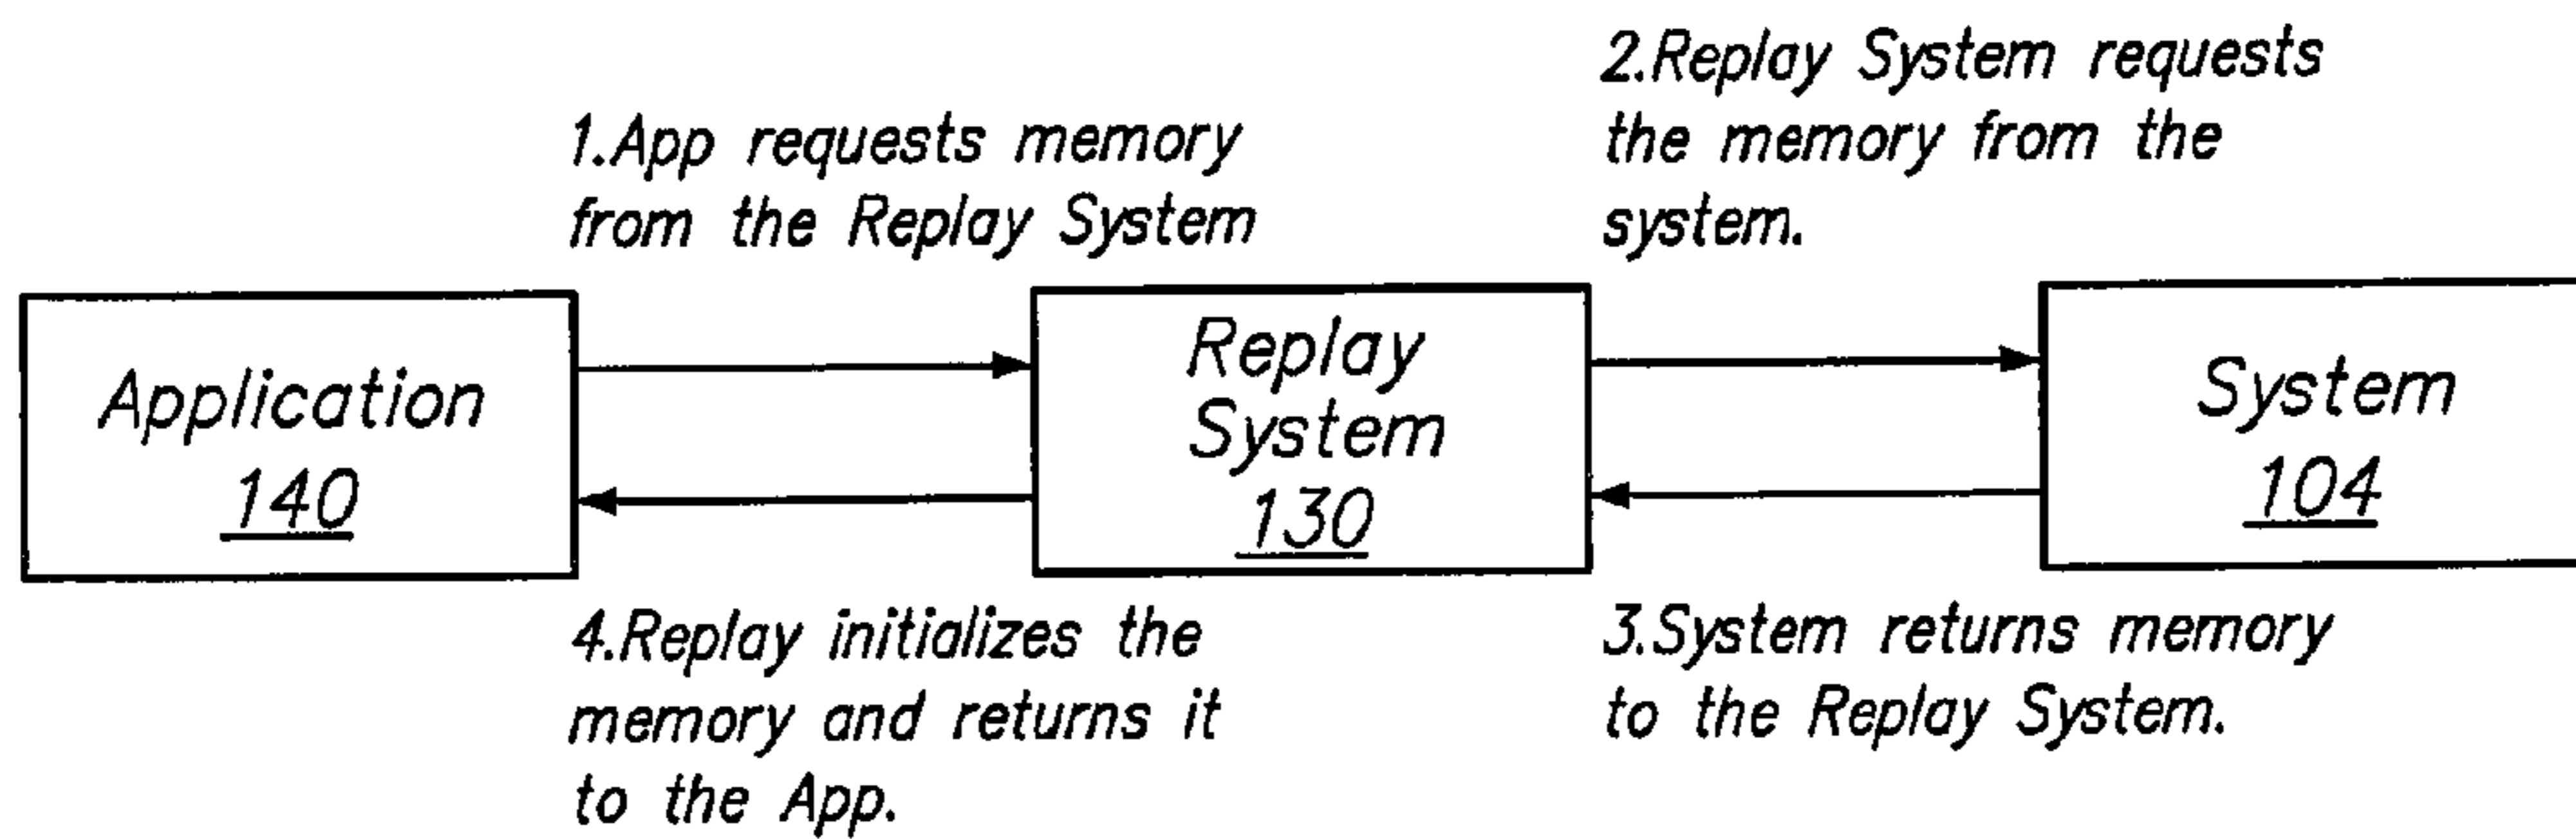 1.App requests memory
from the Replay System
2.Replay System requests
the memory from the
system.
Application
140
Replay
System
130
System
104
4.Replay initializes the
memory and returns it
to the App.
3.System returns memory
to the Replay System.